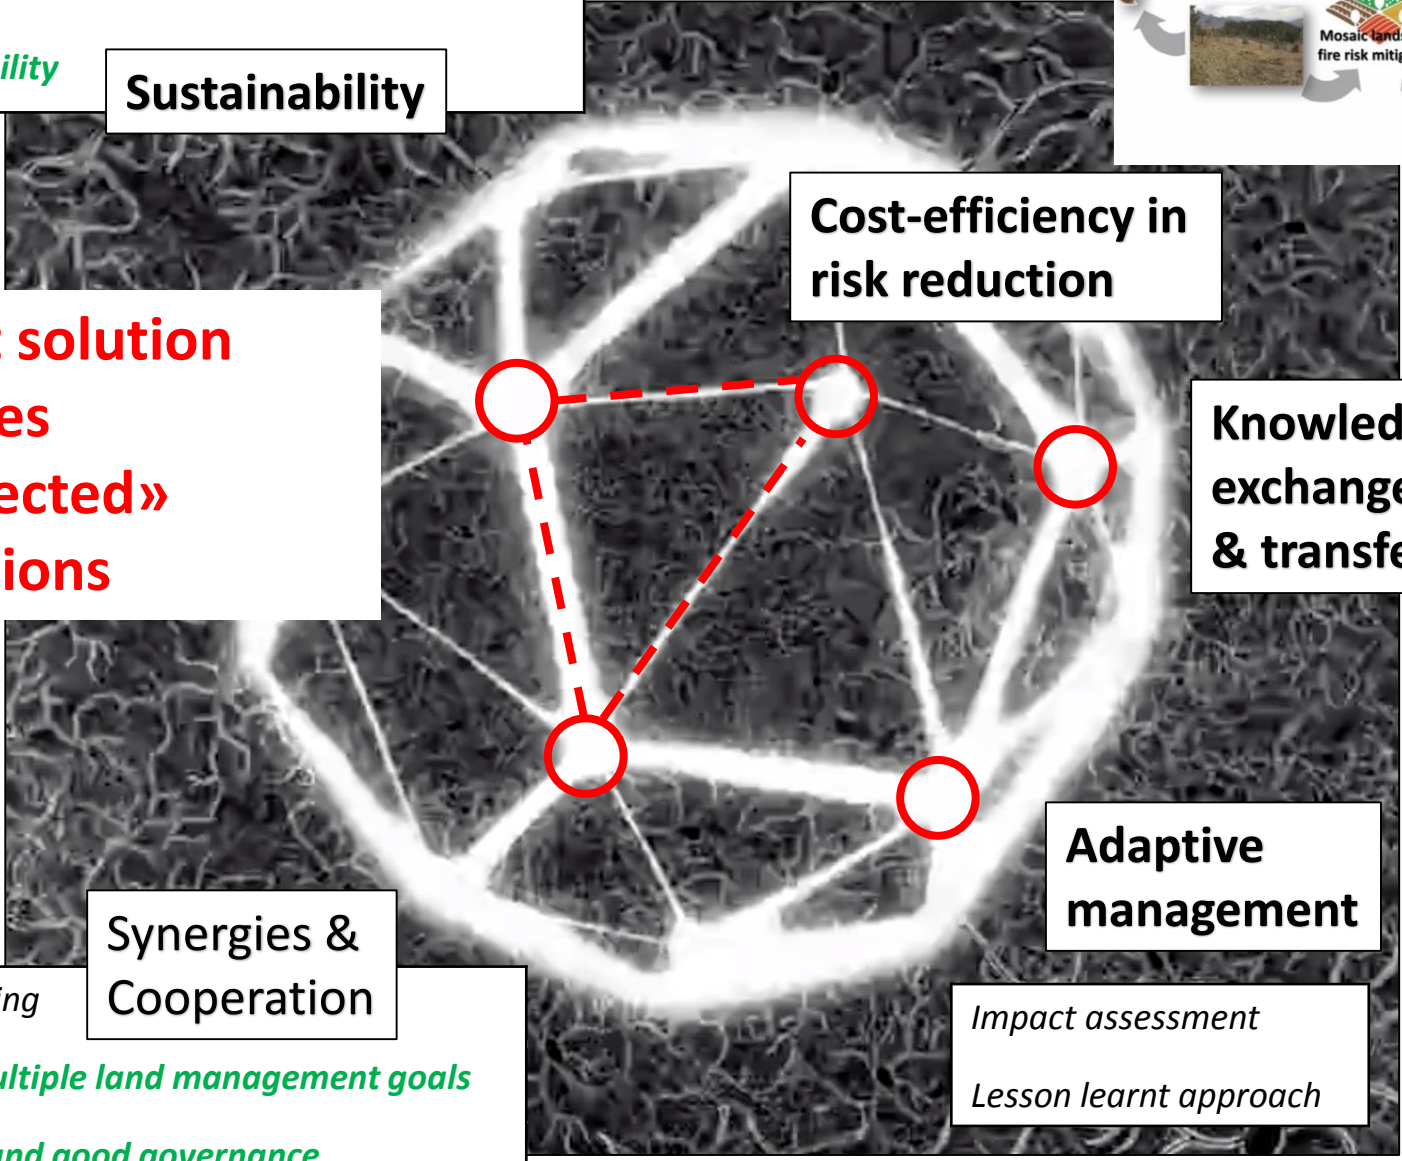 ility
Sustainability
Mosaic lands
fire risk mitig
Cost-efficiency in
risk reduction
t solution
es
ected»
ions
Knowled
exchange
& transfe
Adaptive
management
Synergies &
Cooperation
ing
ultiple land management goals
and good governance
Impact assessment
Lesson learnt approach